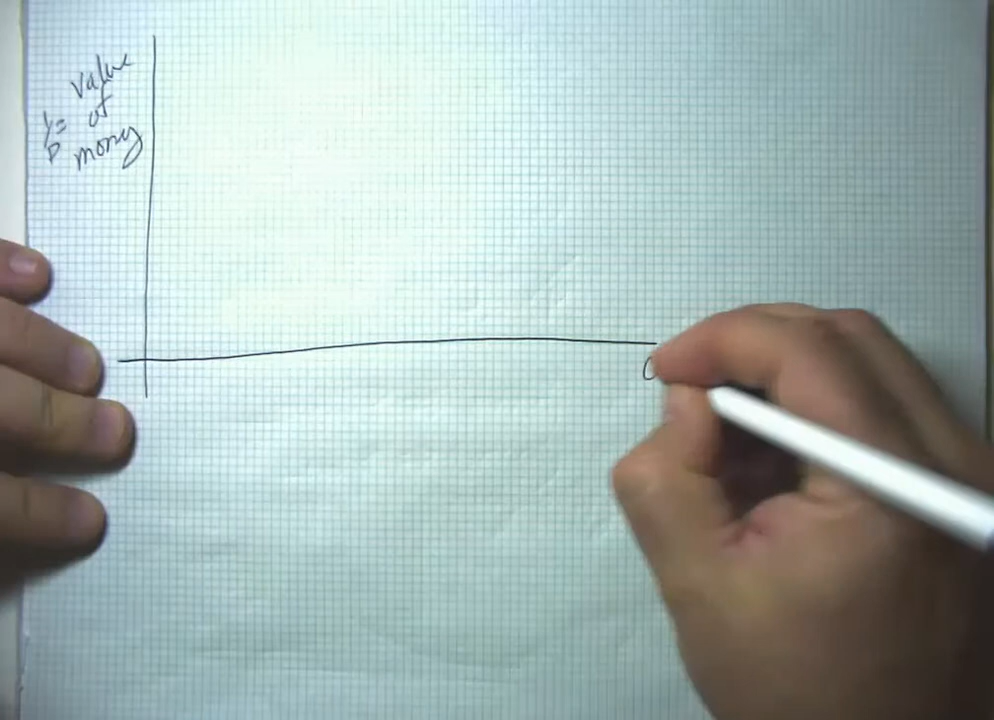 value
1/P = of
money